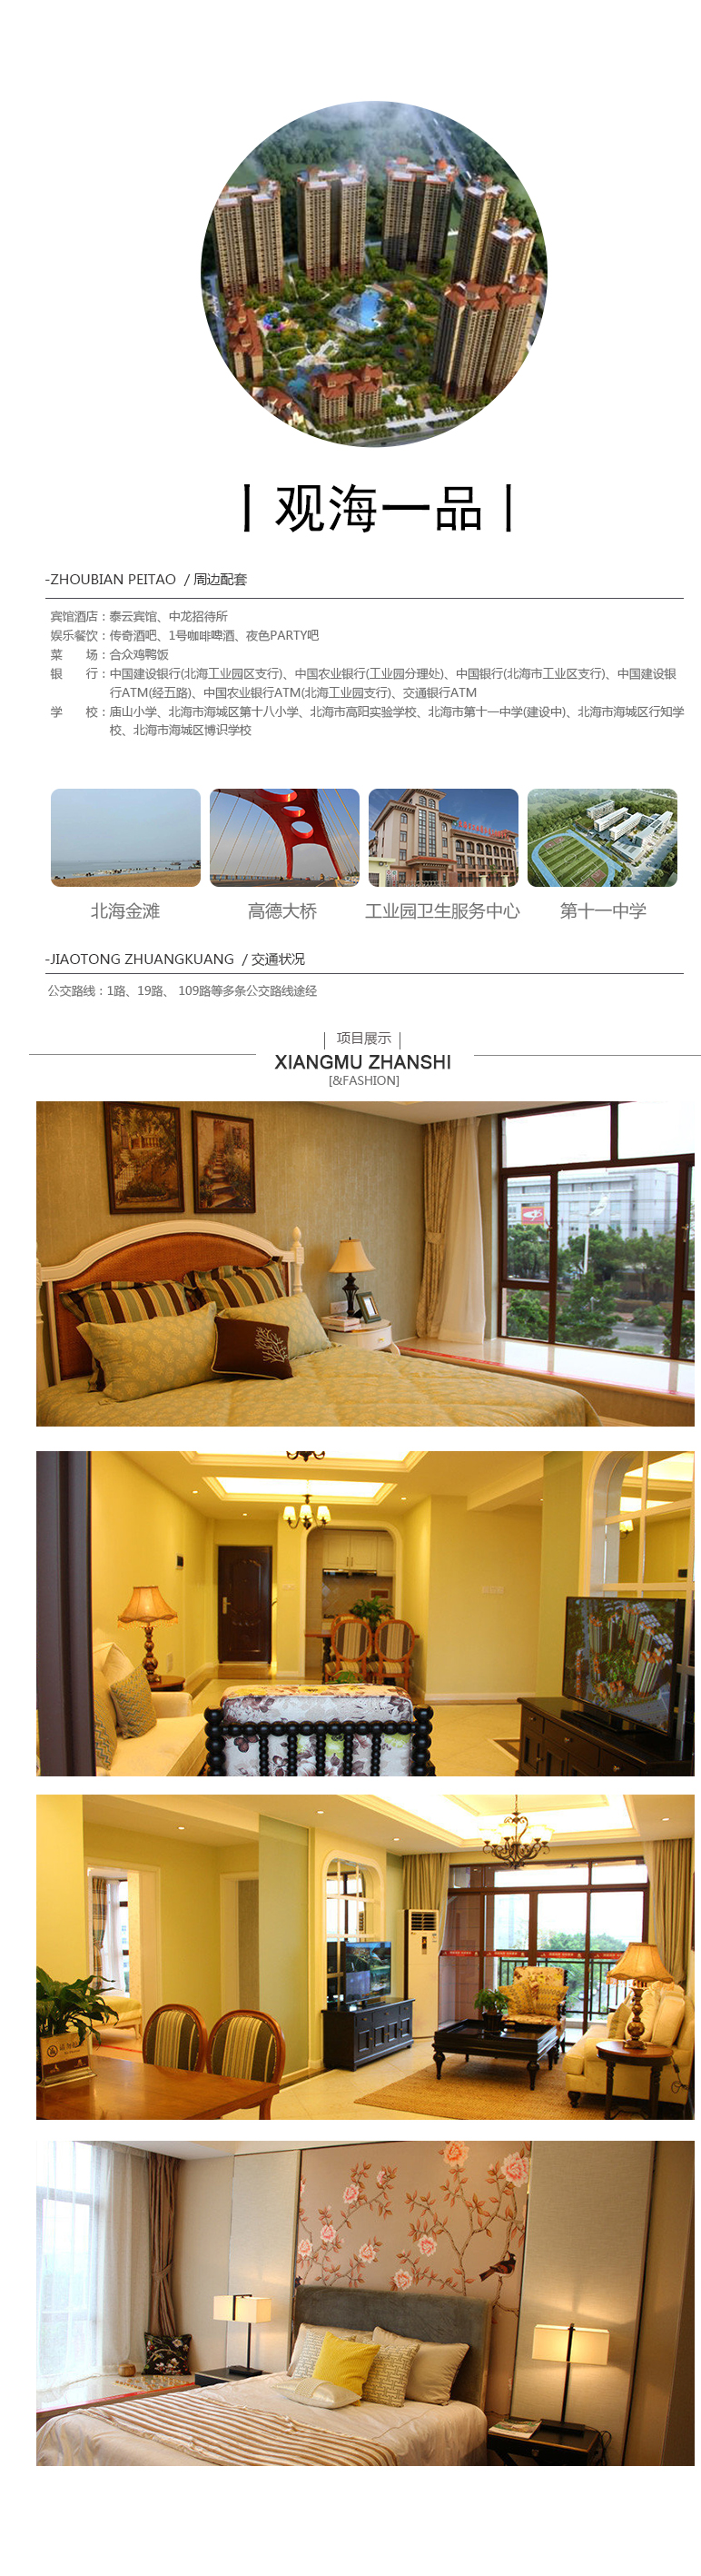 丨观海一品丨
-ZHOUBIAN PEITAO / 周边配套
宾馆酒店：泰云宾馆、中龙招待所
娱乐餐饮：传奇酒吧、1号咖啡啤酒、夜色PARTY吧
菜 场：合众鸡鸭饭
银 行：中国建设银行(北海工业园区支行)、中国农业银行(工业园分理处)、中国银行(北海市工业区支行)、中国建设银
行ATM(经五路)、中国农业银行ATM(北海工业园支行)、交通银行ATM
学 校：庙山小学、北海市海城区第十八小学、北海市高阳实验学校、北海市第十一中学(建设中)、北海市海城区行知学
校、北海市海城区博识学校
北海金滩 高德大桥 工业园卫生服务中心 第十一中学
-JIAOTONG ZHUANGKUANG / 交通状况
公交路线：1路、19路、 109路等多条公交路线途经
| 项目展示 |
XIANGMU ZHANSHI
[&FASHION]